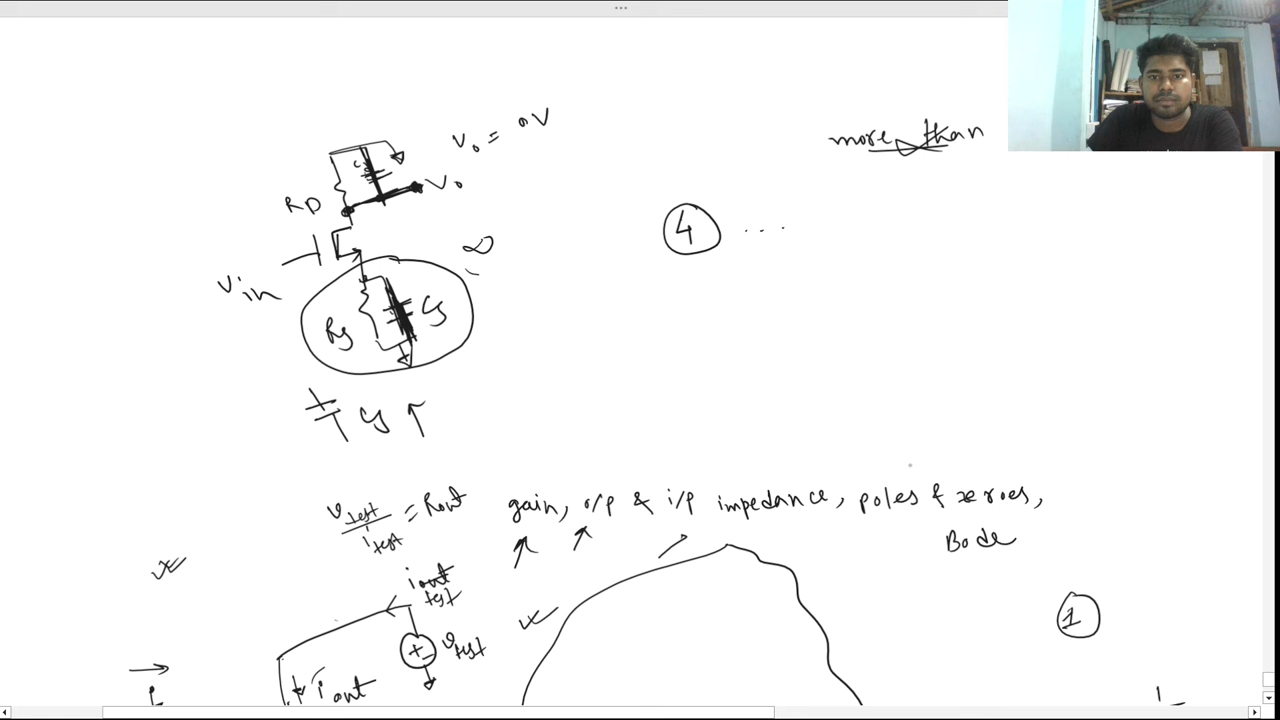 more than
V₀ = 0V
V₀
RD
4 ...
∞
Vin
Rs Cs
Cs ↑
Vtest / itest = Rout
gain, o/p & i/p impedance, poles & zeroes,
Bode
iout
test
+ - Vtest
1
iout